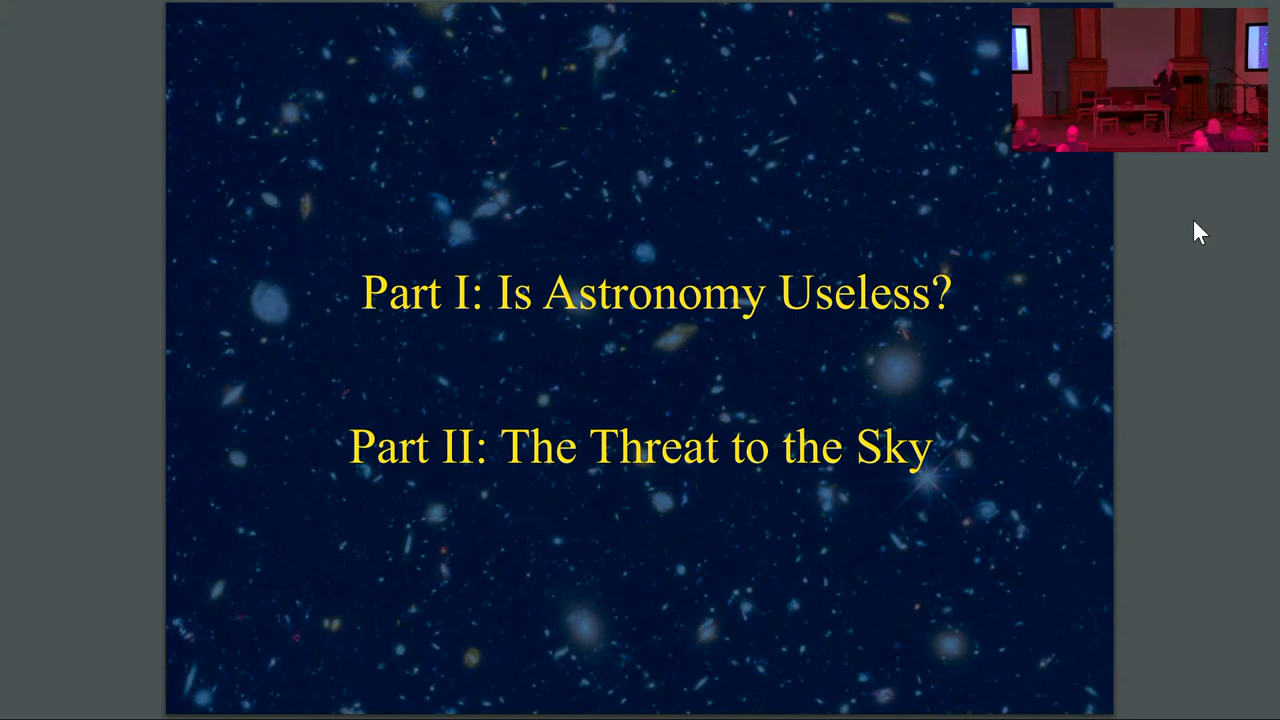 Part I: Is Astronomy Useless?
Part II: The Threat to the Sky